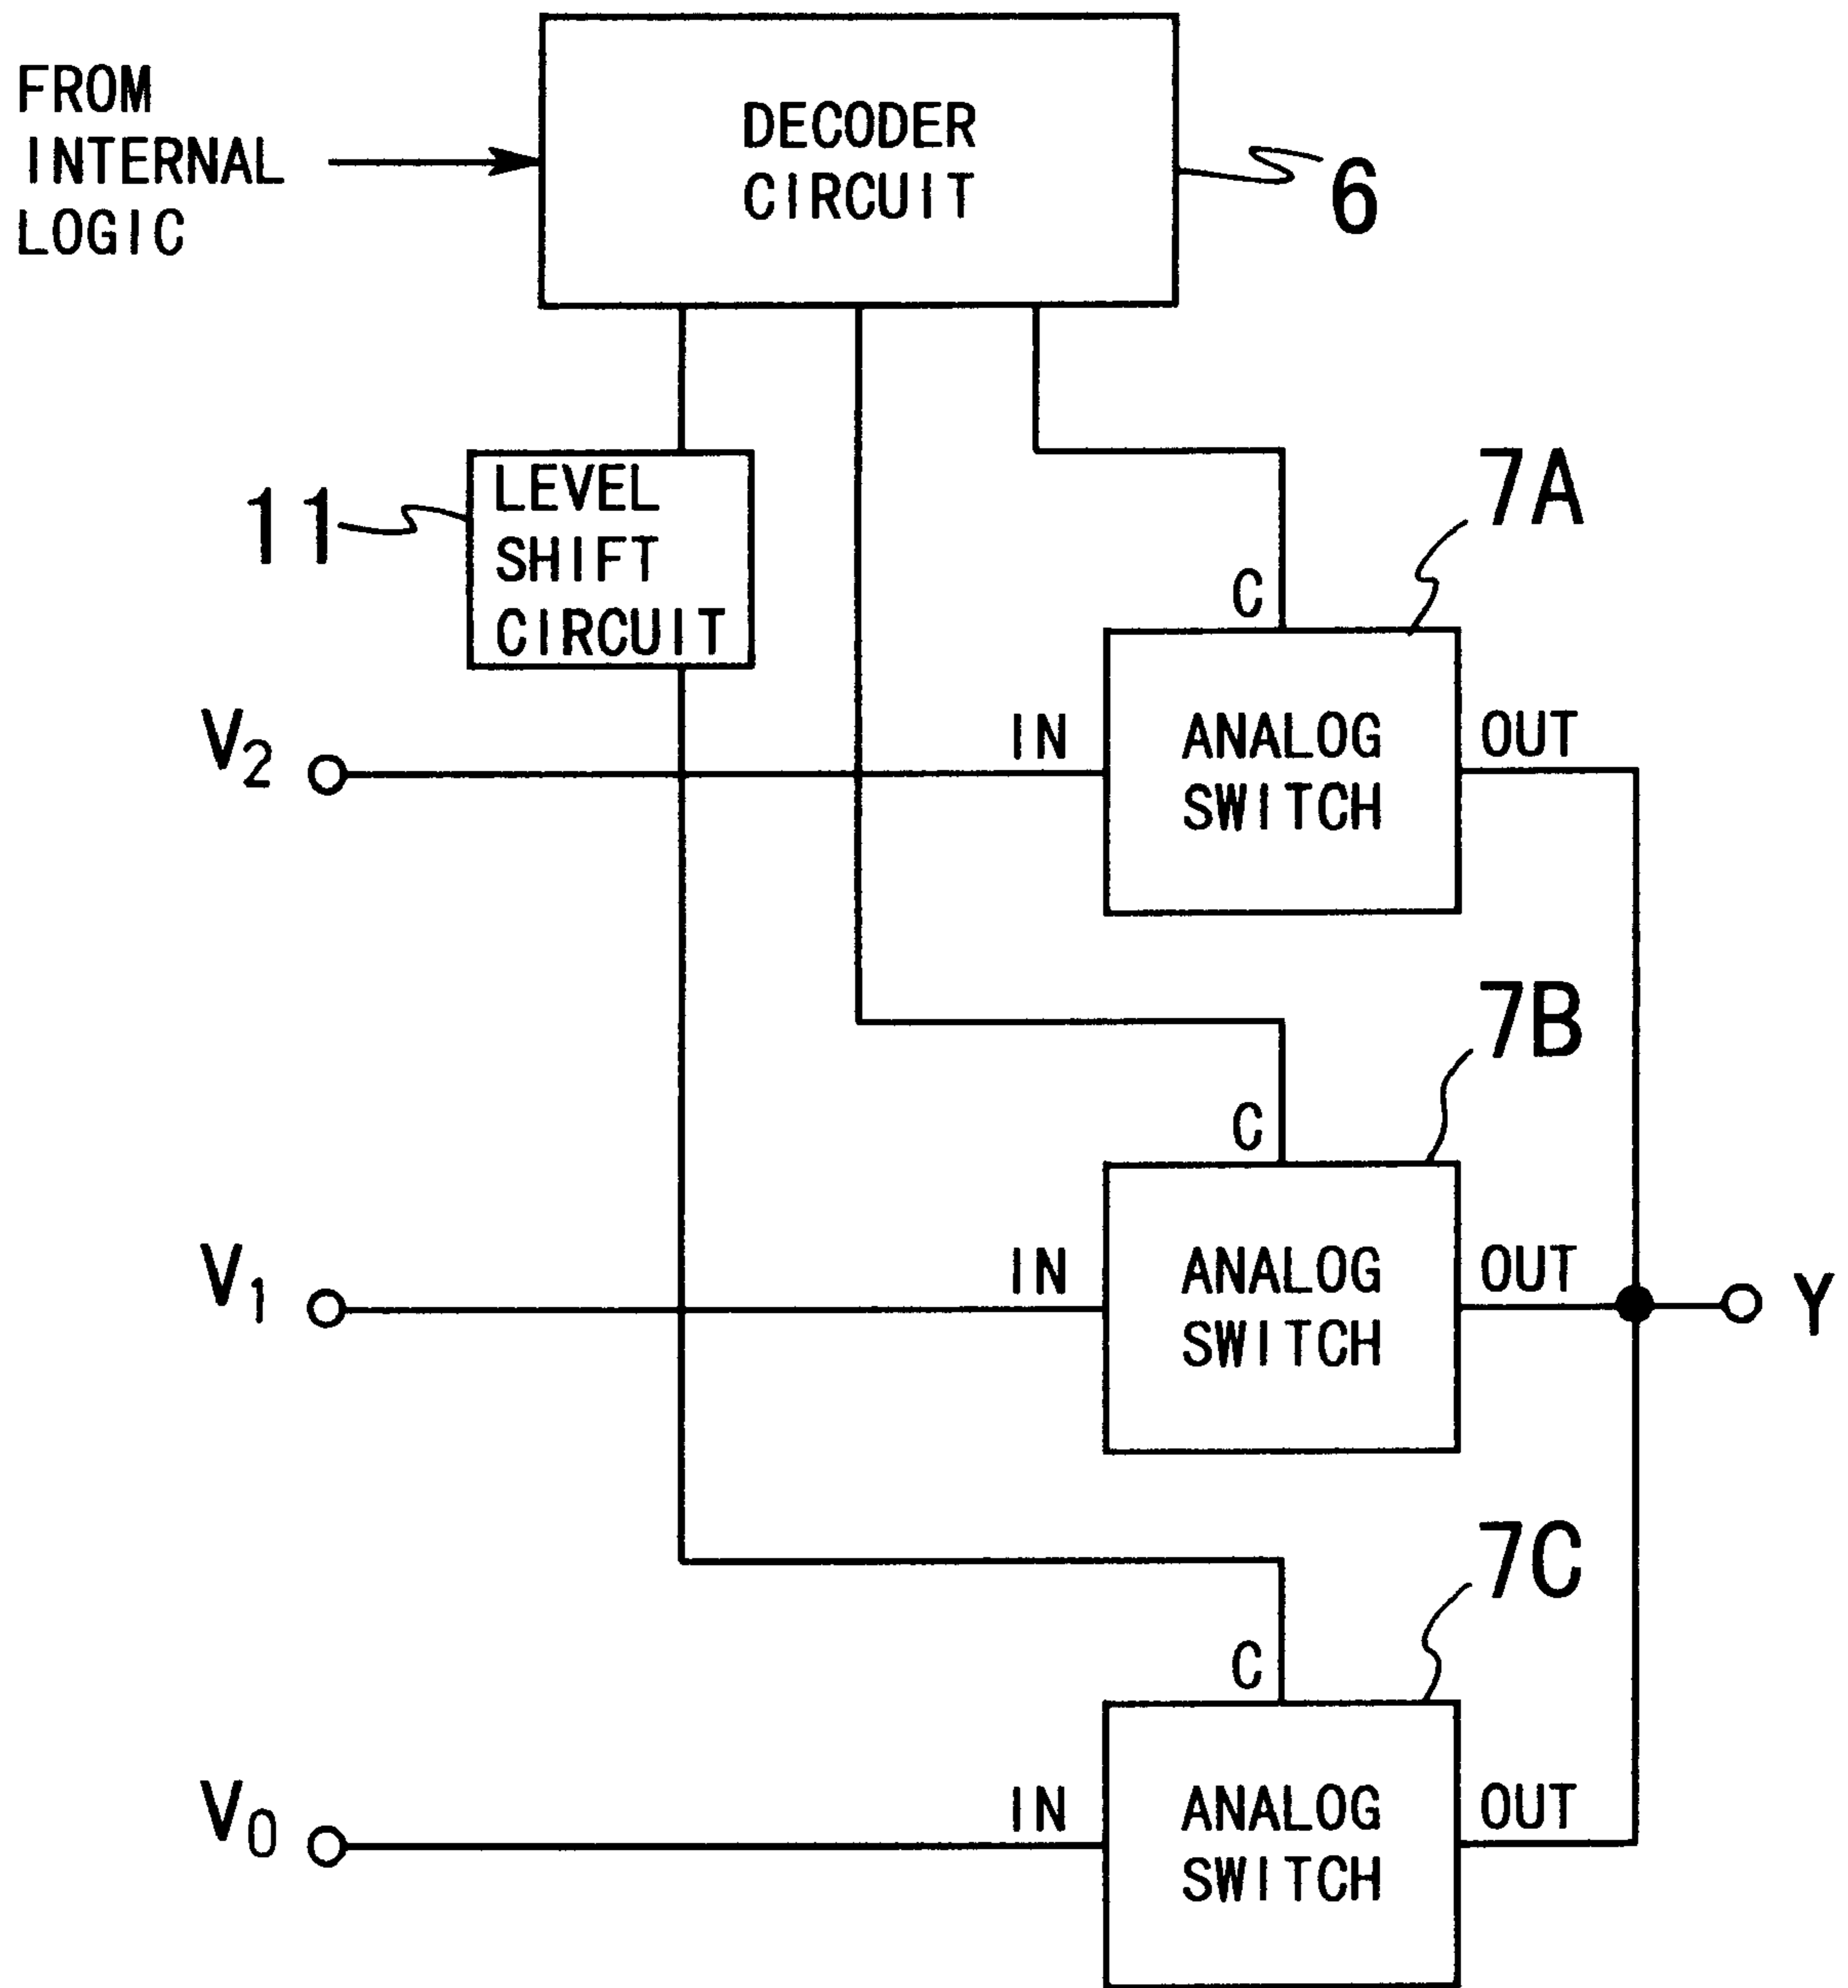 FROM
INTERNAL
LOGIC
DECODER
CIRCUIT
6
11
LEVEL
SHIFT
CIRCUIT
7A
C
V2
IN
ANALOG
SWITCH
OUT
7B
C
V1
IN
ANALOG
SWITCH
OUT
Y
7C
C
V0
IN
ANALOG
SWITCH
OUT